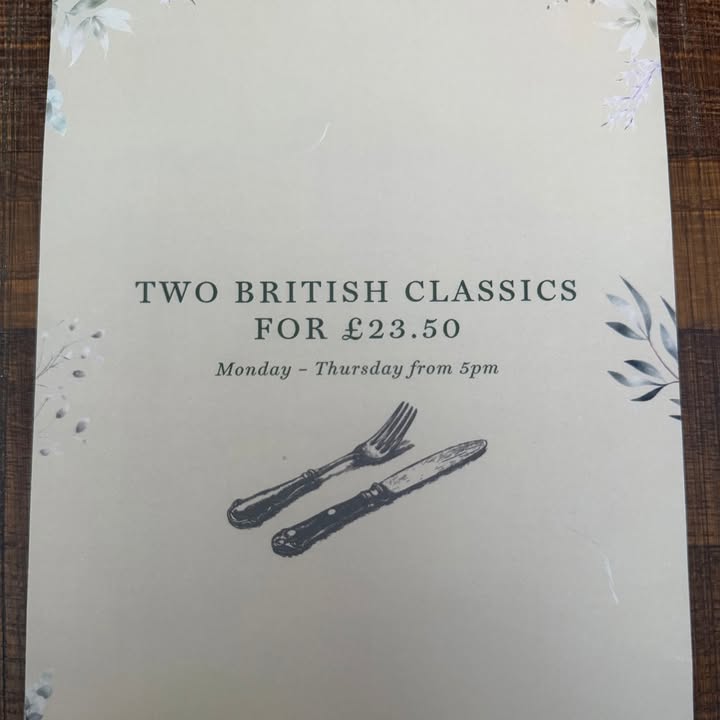 TWO BRITISH CLASSICS
FOR £23.50
Monday – Thursday from 5pm